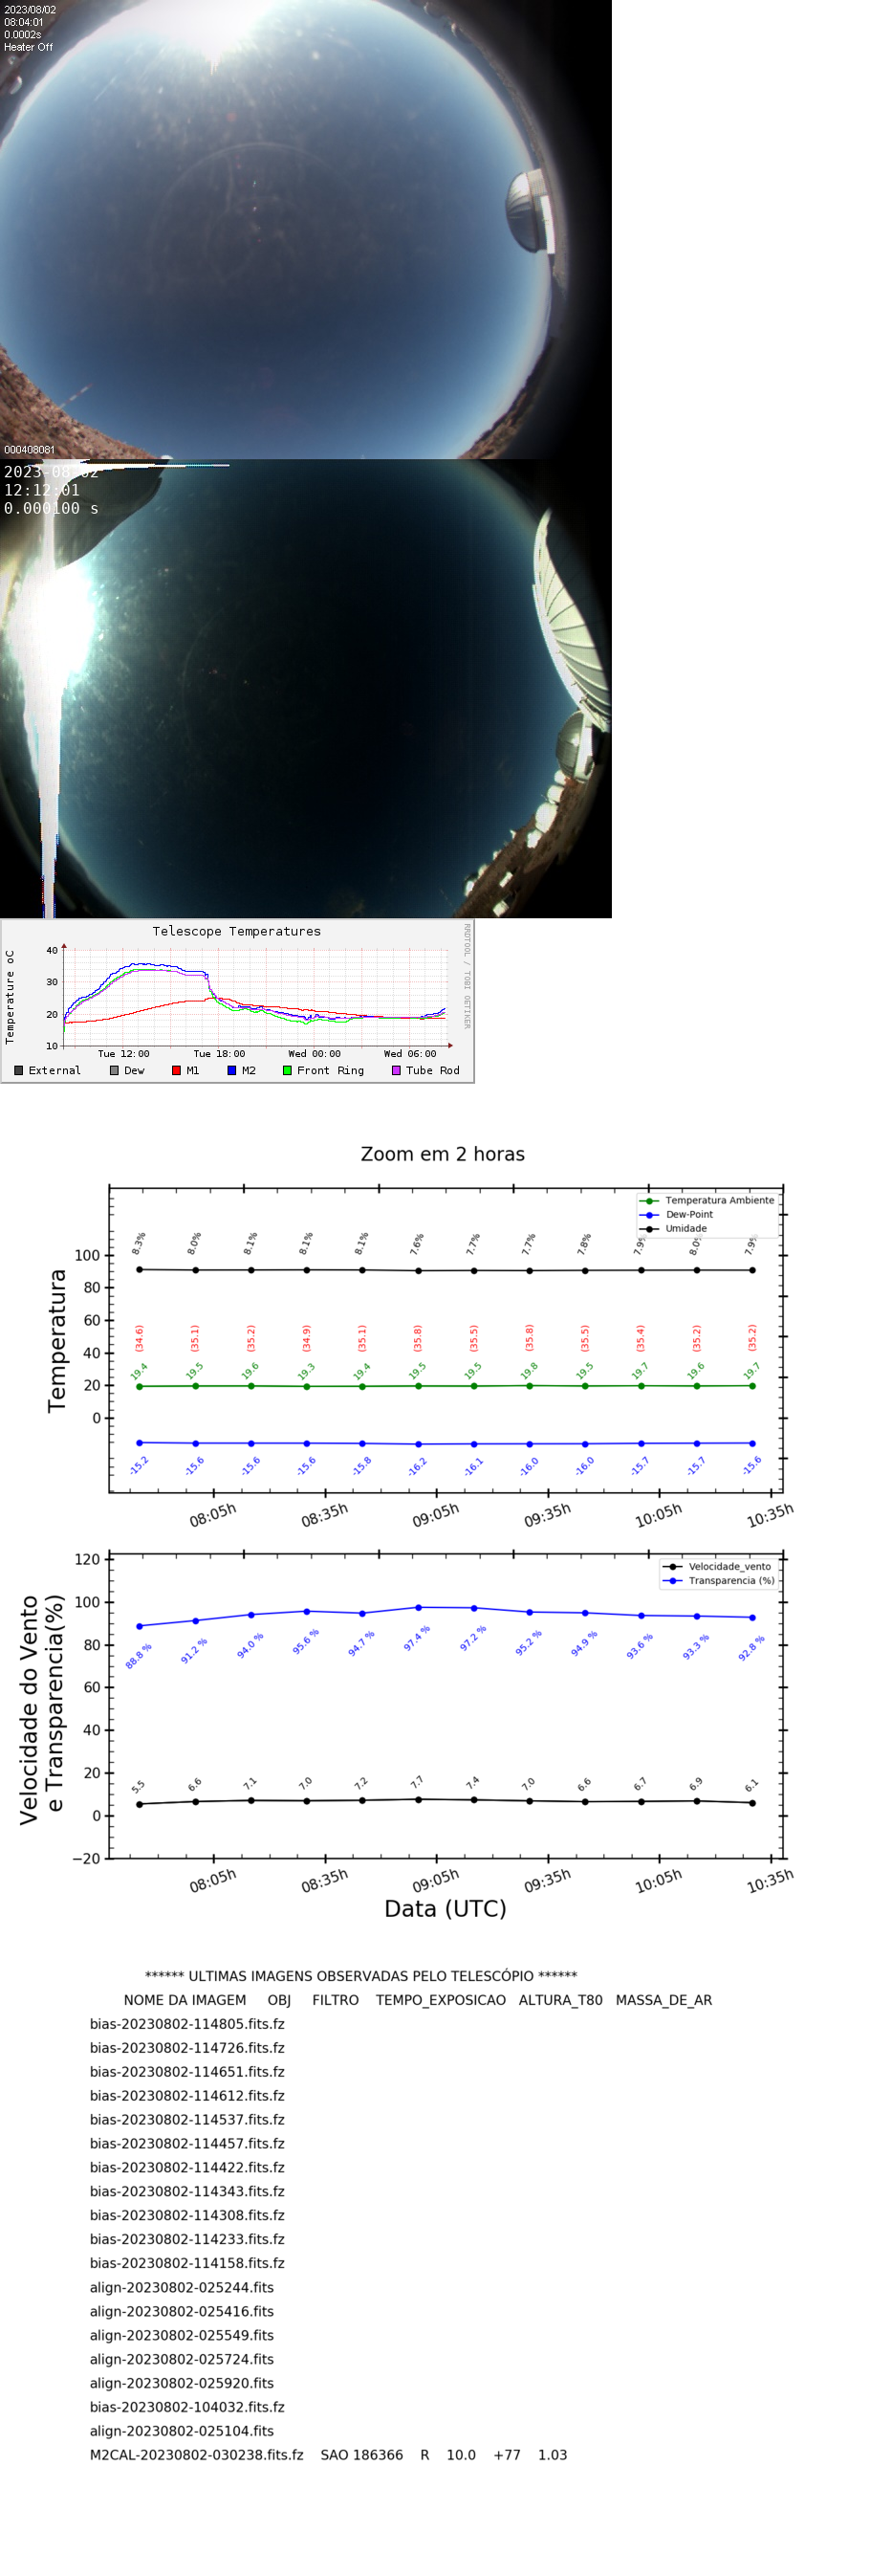 2023/08/02
08:04:01
0.0002s
Heater Off
000408081
2023-08-02
12:12:01
0.000100 s
Telescope Temperatures
RRDTOOL / TOBI OETIKER
Temperature oC
40
30
20
10
Tue 12:00 Tue 18:00 Wed 00:00 Wed 06:00
External Dew M1 M2 Front Ring Tube Rod
Zoom em 2 horas
Temperatura Ambiente
Dew-Point
Umidade
Temperatura
100
80
60
40
20
0
8.3% 8.0% 8.1% 8.1% 8.1% 7.6% 7.7% 7.7% 7.8% 7.9% 8.0% 7.9%
(34.6) (35.1) (35.2) (34.9) (35.1) (35.8) (35.5) (35.8) (35.5) (35.4) (35.2) (35.2)
19.4 19.5 19.6 19.3 19.4 19.5 19.5 19.8 19.5 19.7 19.6 19.7
-15.2 -15.6 -15.6 -15.6 -15.8 -16.2 -16.1 -16.0 -16.0 -15.7 -15.7 -15.6
08:05h 08:35h 09:05h 09:35h 10:05h 10:35h
Velocidade_vento
Transparencia (%)
Velocidade do Vento
e Transparencia(%)
120
100
80
60
40
20
0
−20
88.8 % 91.2 % 94.0 % 95.6 % 94.7 % 97.4 % 97.2 % 95.2 % 94.9 % 93.6 % 93.3 % 92.8 %
5.5 6.6 7.1 7.0 7.2 7.7 7.4 7.0 6.6 6.7 6.9 6.1
08:05h 08:35h 09:05h 09:35h 10:05h 10:35h
Data (UTC)
****** ULTIMAS IMAGENS OBSERVADAS PELO TELESCÓPIO ******
NOME DA IMAGEM OBJ FILTRO TEMPO_EXPOSICAO ALTURA_T80 MASSA_DE_AR
bias-20230802-114805.fits.fz
bias-20230802-114726.fits.fz
bias-20230802-114651.fits.fz
bias-20230802-114612.fits.fz
bias-20230802-114537.fits.fz
bias-20230802-114457.fits.fz
bias-20230802-114422.fits.fz
bias-20230802-114343.fits.fz
bias-20230802-114308.fits.fz
bias-20230802-114233.fits.fz
bias-20230802-114158.fits.fz
align-20230802-025244.fits
align-20230802-025416.fits
align-20230802-025549.fits
align-20230802-025724.fits
align-20230802-025920.fits
bias-20230802-104032.fits.fz
align-20230802-025104.fits
M2CAL-20230802-030238.fits.fz SAO 186366 R 10.0 +77 1.03